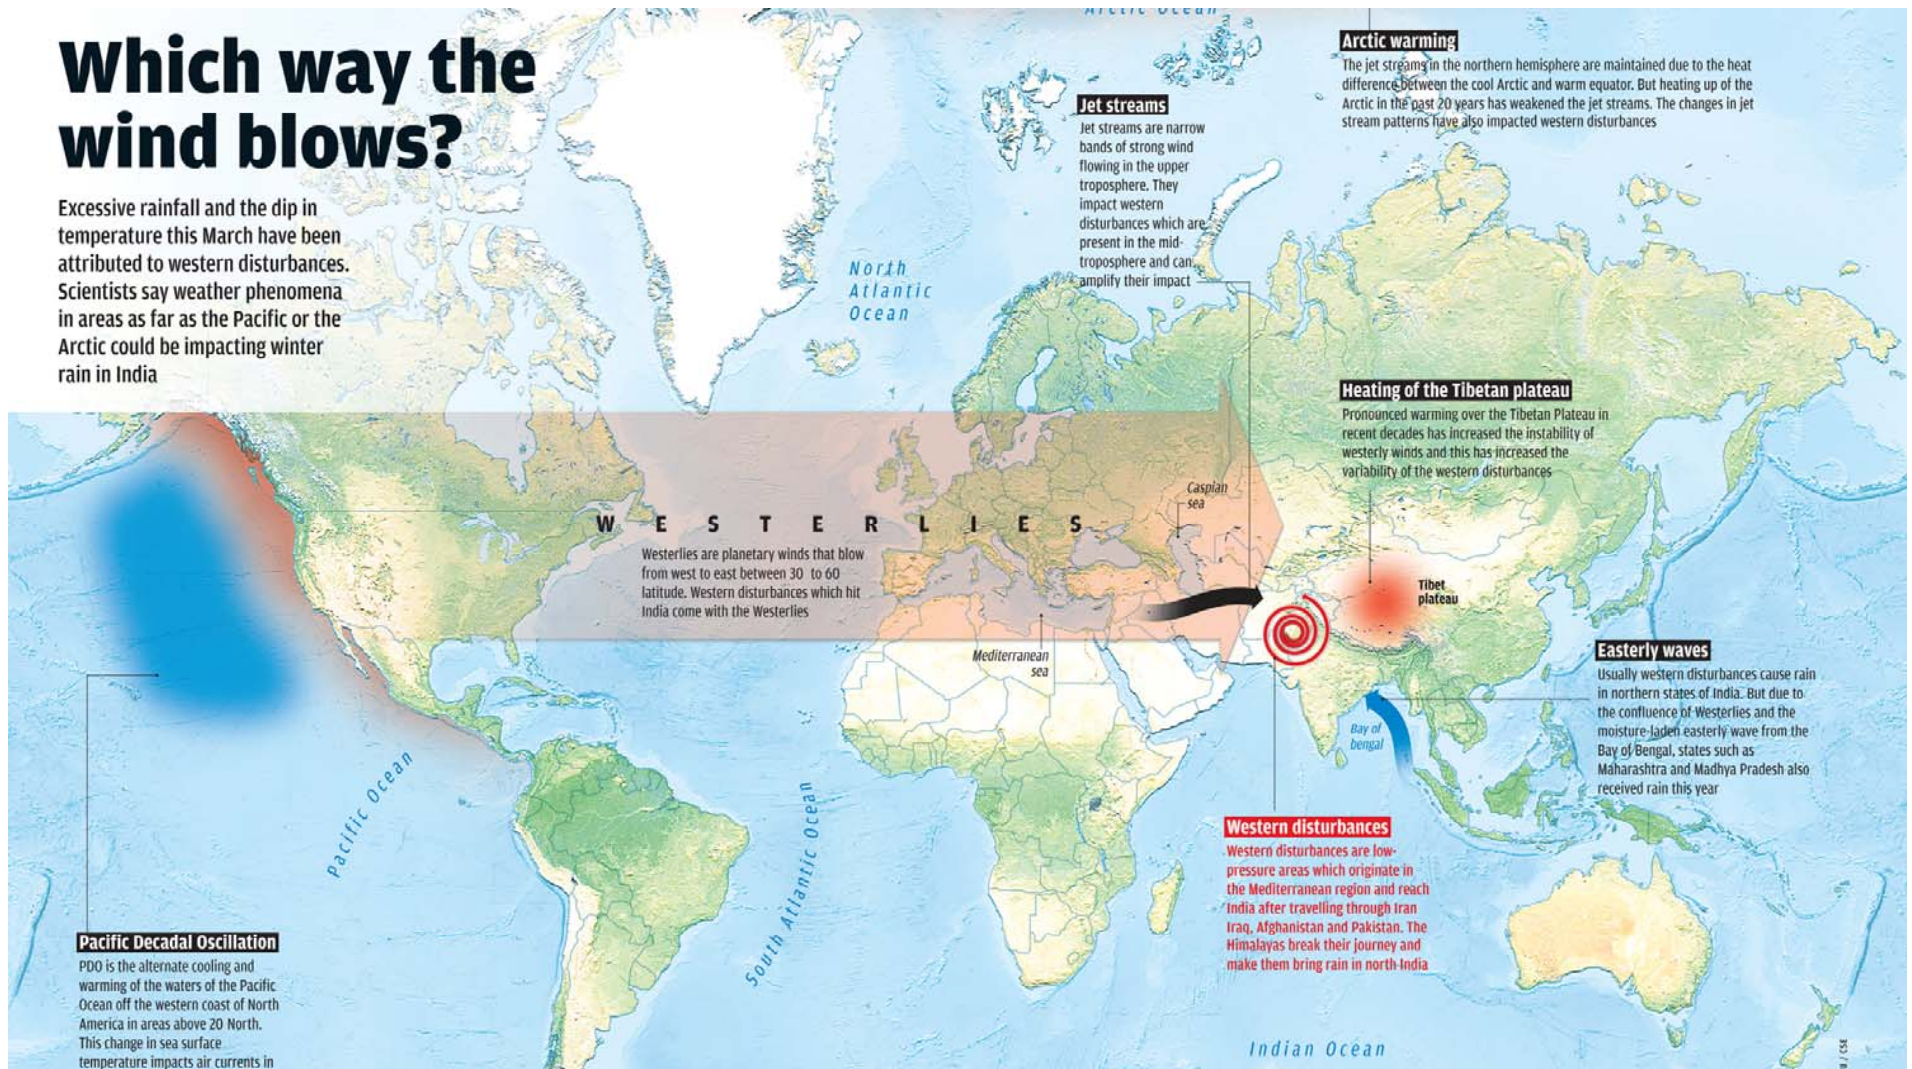 Which way the
wind blows?
Excessive rainfall and the dip in
temperature this March have been
attributed to western disturbances.
Scientists say weather phenomena
in areas as far as the Pacific or the
Arctic could be impacting winter
rain in India
Arctic Ocean
Arctic warming
The jet streams in the northern hemisphere are maintained due to the heat
difference between the cool Arctic and warm equator. But heating up of the
Arctic in the past 20 years has weakened the jet streams. The changes in jet
stream patterns have also impacted western disturbances
Jet streams
Jet streams are narrow
bands of strong wind
flowing in the upper
troposphere. They
impact western
disturbances which are
present in the mid-
troposphere and can
amplify their impact
North
Atlantic
Ocean
Heating of the Tibetan plateau
Pronounced warming over the Tibetan Plateau in
recent decades has increased the instability of
westerly winds and this has increased the
variability of the western disturbances
Caspian
sea
WESTERLIES
Westerlies are planetary winds that blow
from west to east between 30 to 60
latitude. Western disturbances which hit
India come with the Westerlies
Tibet
plateau
Mediterranean
sea
Easterly waves
Usually western disturbances cause rain
in northern states of India. But due to
the confluence of Westerlies and the
moisture-laden easterly wave from the
Bay of Bengal, states such as
Maharashtra and Madhya Pradesh also
received rain this year
Bay of
bengal
Pacific Ocean
South Atlantic Ocean
Western disturbances
Western disturbances are low-
pressure areas which originate in
the Mediterranean region and reach
India after travelling through Iran
Iraq, Afghanistan and Pakistan. The
Himalayas break their journey and
make them bring rain in north India
Pacific Decadal Oscillation
PDO is the alternate cooling and
warming of the waters of the Pacific
Ocean off the western coast of North
America in areas above 20 North.
This change in sea surface
temperature impacts air currents in
Indian Ocean
/ CSE